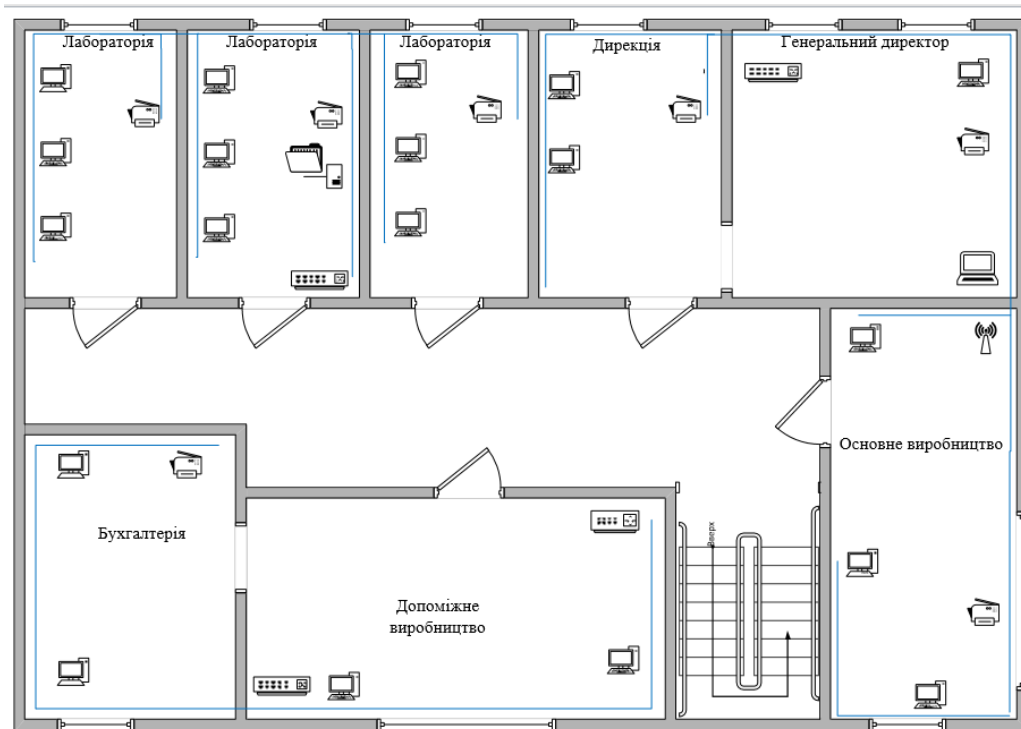 Лабораторія
Лабораторія
Лабораторія
Дирекція
Генеральний директор
Основне виробництво
Бухгалтерія
Вверх
Допоміжне
виробництво